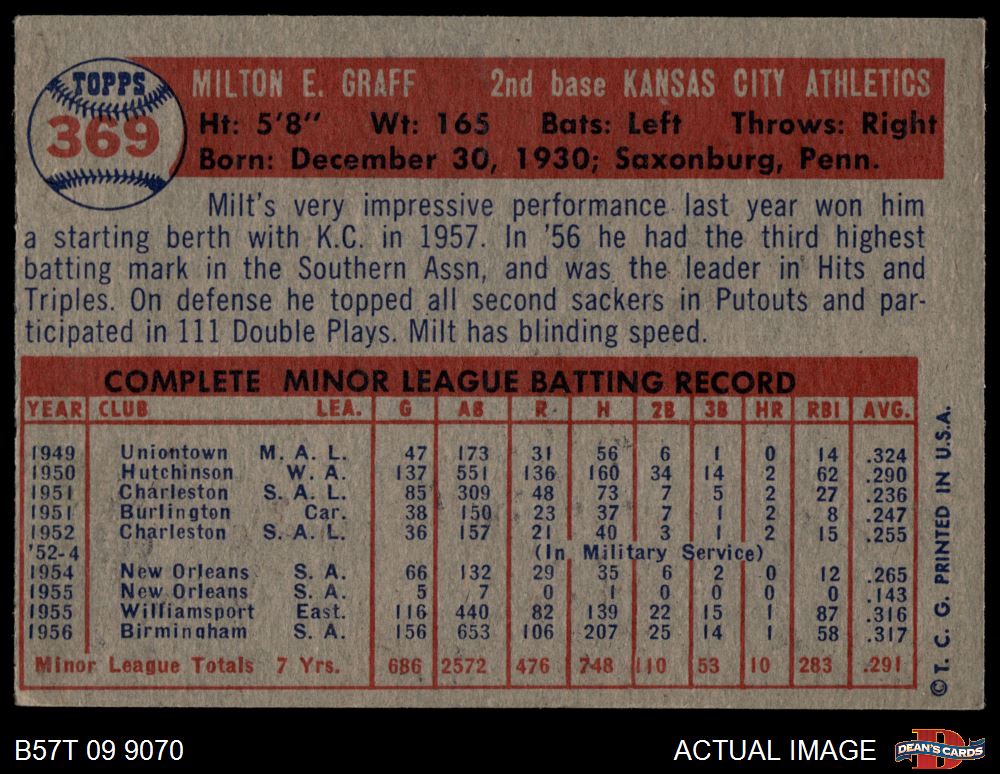 TOPPS
369
MILTON E. GRAFF 2nd base KANSAS CITY ATHLETICS
Ht: 5'8" Wt: 165 Bats: Left Throws: Right
Born: December 30, 1930; Saxonburg, Penn.
Milt's very impressive performance last year won him
a starting berth with K.C. in 1957. In '56 he had the third highest
batting mark in the Southern Assn, and was the leader in Hits and
Triples. On defense he topped all second sackers in Putouts and par-
ticipated in 111 Double Plays. Milt has blinding speed.
COMPLETE MINOR LEAGUE BATTING RECORD
YEAR CLUB LEA. G AB R H 2B 3B HR RBI AVG.
1949 Uniontown M. A. L. 47 173 31 56 6 1 0 14 .324
1950 Hutchinson W. A. 137 551 136 160 34 14 2 62 .290
1951 Charleston S. A. L. 85 309 48 73 7 5 2 27 .236
1951 Burlington Car. 38 150 23 37 7 1 2 8 .247
1952 Charleston S. A. L. 36 157 21 40 3 1 2 15 .255
'52-4 (In Military Service)
1954 New Orleans S. A. 66 132 29 35 6 2 0 12 .265
1955 New Orleans S. A. 5 7 0 1 0 0 0 0 .143
1955 Williamsport East. 116 440 82 139 22 15 1 87 .316
1956 Birmingham S. A. 156 653 106 207 25 14 1 58 .317
Minor League Totals 7 Yrs. 686 2572 476 748 110 53 10 283 .291
© T. C. G. PRINTED IN U.S.A.
B57T 09 9070 ACTUAL IMAGE DEAN'S CARDS